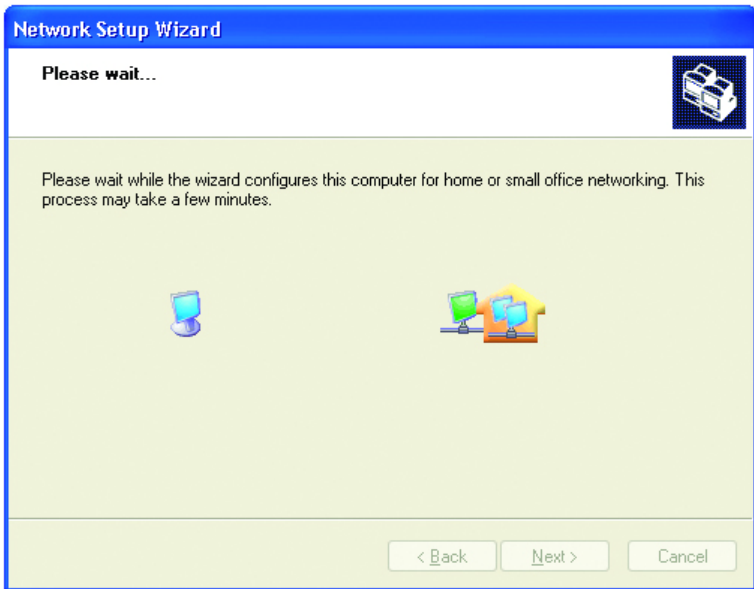 Network Setup Wizard
Please wait...
Please wait while the wizard configures this computer for home or small office networking. This
process may take a few minutes.
< Back
Next >
Cancel